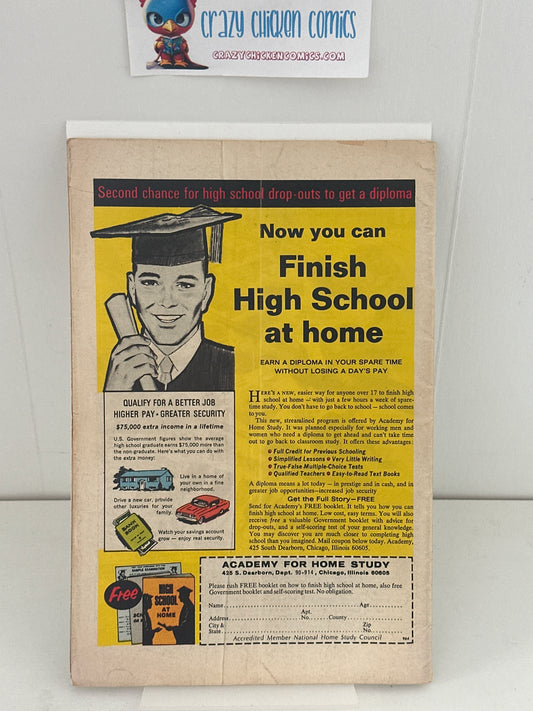 crazy chicken comics
CRAZYCHICKENCOMICS.COM
Second chance for high school drop-outs to get a diploma
Now you can
Finish
High School
at home
EARN A DIPLOMA IN YOUR SPARE TIME
WITHOUT LOSING A DAY'S PAY
QUALIFY FOR A BETTER JOB
HIGHER PAY • GREATER SECURITY
$75,000 extra income in a lifetime
U.S. Government figures show the average
high school graduate earns $75,000 more than
the non-graduate. Here's what you can do with
the extra money:
Live in a home of
your own in a fine
neighborhood.
Drive a new car, provide
other luxuries for your
family.
BANK
BOOK
Watch your savings account
grow — enjoy real security.
HERE'S A NEW, easier way for anyone over 17 to finish high
school at home — with just a few hours a week of spare-
time study. You don't have to go back to school — school comes
to you.
This new, streamlined program is offered by Academy for
Home Study. It was planned especially for working men and
women who need a diploma to get ahead and can't take time
out to go back to classroom study. It offers these advantages:
• Full Credit for Previous Schooling
• Simplified Lessons • Very Little Writing
• True-False Multiple-Choice Tests
• Qualified Teachers • Easy-to-Read Text Books
A diploma means a lot today — in prestige and in cash, and in
greater job opportunities—increased job security
Get the Full Story—FREE
Send for Academy's FREE booklet. It tells you how you can
finish high school at home. Low cost, easy terms. You will also
receive free a valuable Government booklet with advice for
drop-outs, and a self-scoring test of your general knowledge.
You may discover you are much closer to completing high
school than you imagined. Mail coupon below today. Academy,
425 South Dearborn, Chicago, Illinois 60605.
Free
SAMPLE EXAMINATION
HIGH
SCHOOL
AT HOME
ACADEMY FOR HOME STUDY
425 S. Dearborn, Dept. 90-914, Chicago, Illinois 60605
Please rush FREE booklet on how to finish high school at home, also free
Government booklet and self-scoring test. No obligation.
Name Age
Address Apt. No. County
City & State Zip No.
Accredited Member National Home Study Council